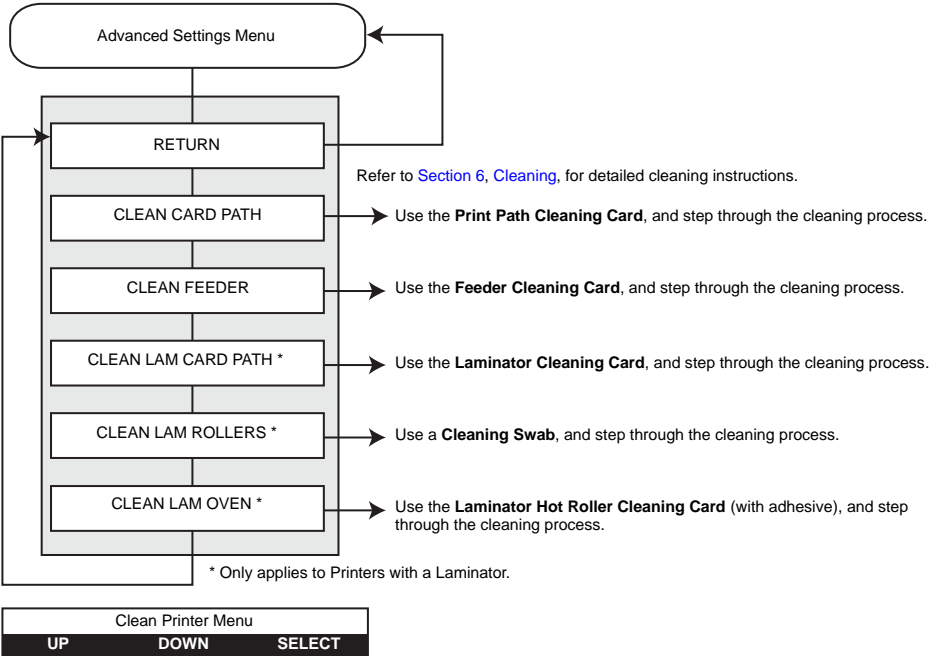 Advanced Settings Menu
RETURN
Refer to Section 6, Cleaning, for detailed cleaning instructions.
CLEAN CARD PATH
Use the Print Path Cleaning Card, and step through the cleaning process.
CLEAN FEEDER
Use the Feeder Cleaning Card, and step through the cleaning process.
CLEAN LAM CARD PATH *
Use the Laminator Cleaning Card, and step through the cleaning process.
CLEAN LAM ROLLERS *
Use a Cleaning Swab, and step through the cleaning process.
CLEAN LAM OVEN *
Use the Laminator Hot Roller Cleaning Card (with adhesive), and step
through the cleaning process.
* Only applies to Printers with a Laminator.
Clean Printer Menu
UP DOWN SELECT